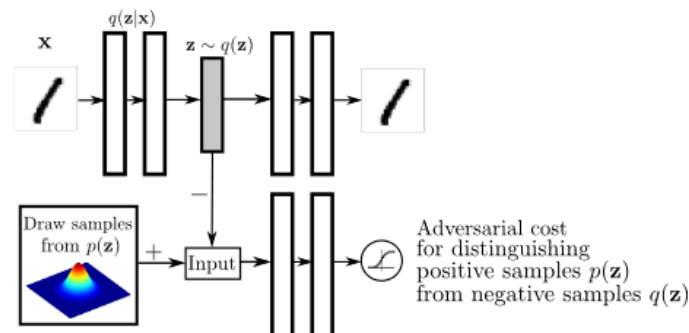 q(z|x)
x
z ∼ q(z)
−
Draw samples
from p(z)
+
Input
Adversarial cost
for distinguishing
positive samples p(z)
from negative samples q(z)